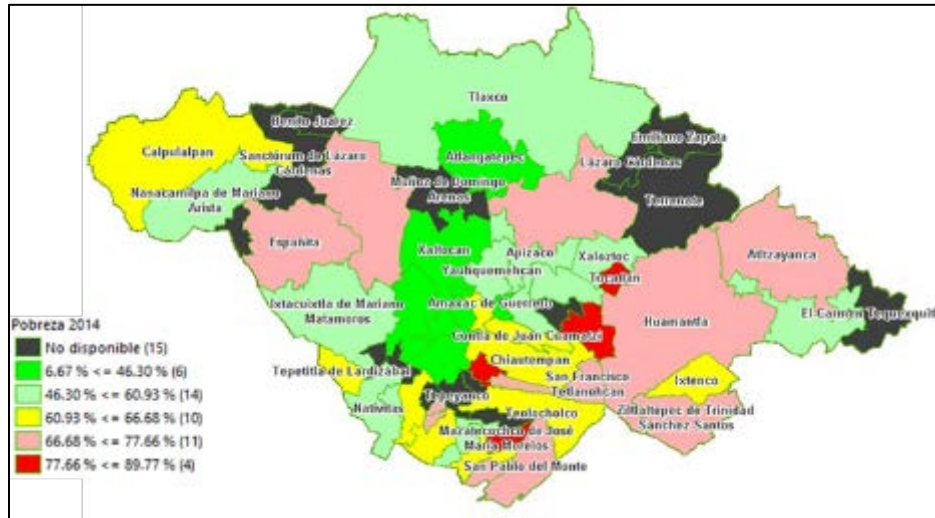 Tlaxco
Benito Juárez
Emiliano Zapata
Calpulalpan
Sanctórum de Lázaro
Cárdenas
Atlangatepec
Lázaro Cárdenas
Muñoz de Domingo
Arenas
Nanacamilpa de Mariano
Arista
Terrenate
Españita
Xaltocan
Apizaco
Xaloztoc
Altzayanca
Yauhquemehcan
Tocatlán
Ixtacuixtla de Mariano
Matamoros
Amaxac de Guerrero
Huamantla
El Carmen Tequexquitla
Cuntla de Juan Cuamatzi
Chiautempan
Tepetitla de Lardizábal
San Francisco
Tetlanohcan
Ixtenco
Nativitas
Tepeyanco
Teolocholco
Ziltlaltepec de Trinidad
Sánchez Santos
Mazatecochco de José
María Morelos
San Pablo del Monte
Pobreza 2014
No disponible (15)
6.67 % <= 46.30 % (6)
46.30 % <= 60.93 % (14)
60.93 % <= 66.68 % (10)
66.68 % <= 77.66 % (11)
77.66 % <= 89.77 % (4)